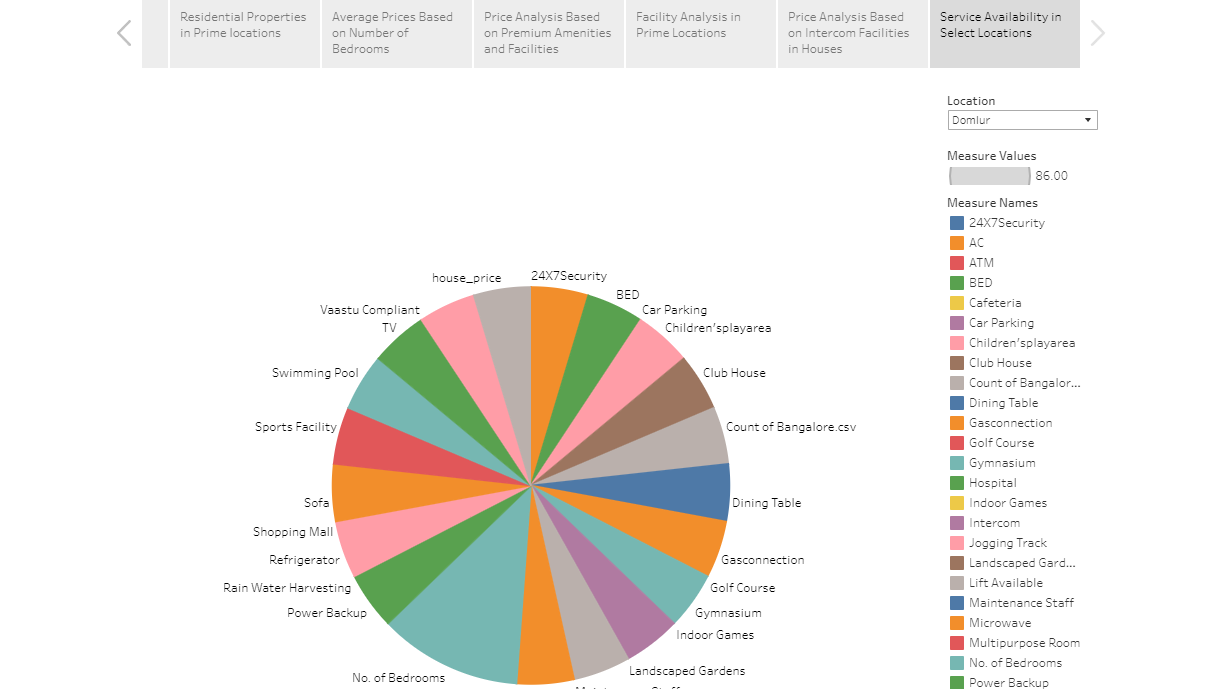 Residential Properties
in Prime locations
Average Prices Based
on Number of
Bedrooms
Price Analysis Based
on Premium Amenities
and Facilities
Facility Analysis in
Prime Locations
Price Analysis Based
on Intercom Facilities
in Houses
Service Availability in
Select Locations
Location
Domlur
Measure Values
86.00
Measure Names
24X7Security
AC
ATM
BED
Cafeteria
Car Parking
Children'splayarea
Club House
Count of Bangalor...
Dining Table
Gasconnection
Golf Course
Gymnasium
Hospital
Indoor Games
Intercom
Jogging Track
Landscaped Gard...
Lift Available
Maintenance Staff
Microwave
Multipurpose Room
No. of Bedrooms
Power Backup
house_price
24X7Security
BED
Vaastu Compliant
Car Parking
TV
Children'splayarea
Swimming Pool
Club House
Sports Facility
Count of Bangalore.csv
Sofa
Dining Table
Shopping Mall
Refrigerator
Gasconnection
Rain Water Harvesting
Golf Course
Power Backup
Gymnasium
Indoor Games
Landscaped Gardens
No. of Bedrooms